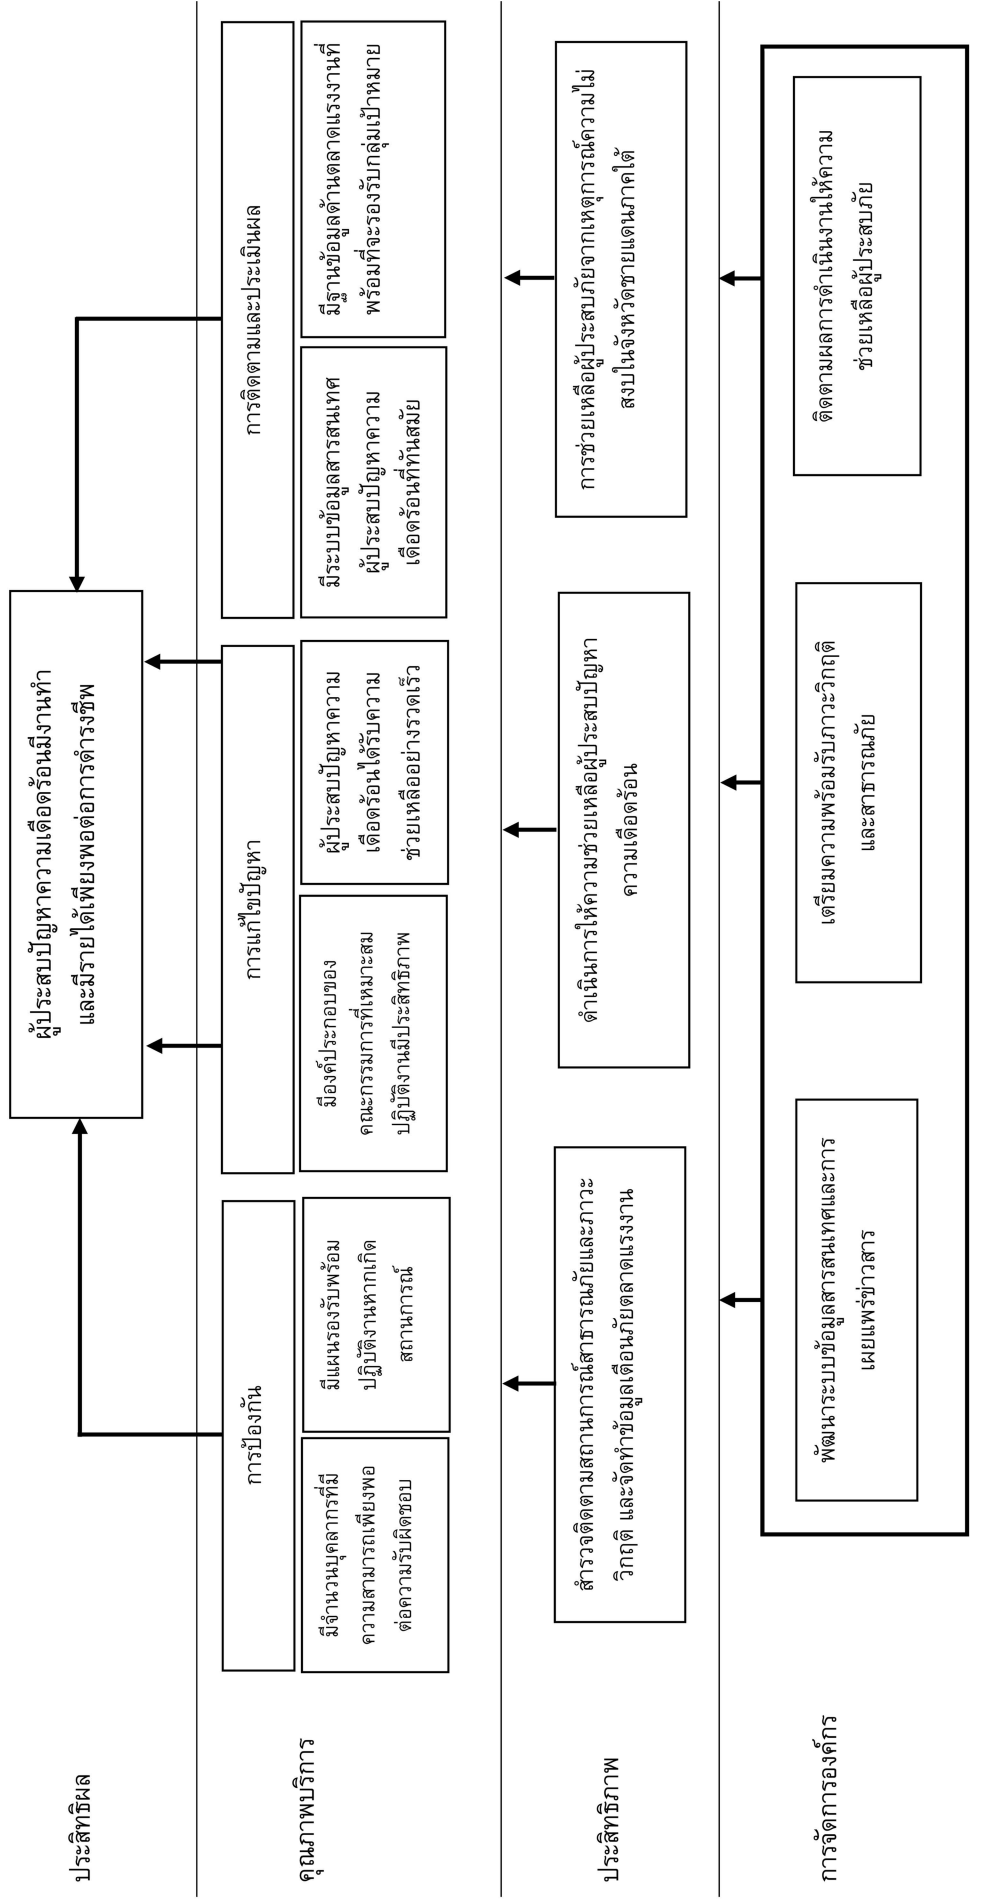 ประสิทธิผล
ผู้ประสบปัญหาความเดือดร้อนมีงานทำ
และมีรายได้เพียงพอต่อการดำรงชีพ
คุณภาพบริการ
การป้องกัน
มีจำนวนบุคลากรที่มี
ความสามารถเพียงพอ
ต่อความรับผิดชอบ
มีแผนรองรับพร้อม
ปฏิบัติงานหากเกิด
สถานการณ์
การแก้ไขปัญหา
มีองค์ประกอบของ
คณะกรรมการที่เหมาะสม
ปฏิบัติงานมีประสิทธิภาพ
ผู้ประสบปัญหาความ
เดือดร้อนได้รับความ
ช่วยเหลืออย่างรวดเร็ว
การติดตามและประเมินผล
มีระบบข้อมูลสารสนเทศ
ผู้ประสบปัญหาความ
เดือดร้อนที่ทันสมัย
มีฐานข้อมูลด้านตลาดแรงงานที่
พร้อมที่จะรองรับกลุ่มเป้าหมาย
ประสิทธิภาพ
สำรวจติดตามสถานการณ์สาธารณภัยและภาวะ
วิกฤติ และจัดทำข้อมูลเตือนภัยตลาดแรงงาน
ดำเนินการให้ความช่วยเหลือผู้ประสบปัญหา
ความเดือดร้อน
การช่วยเหลือผู้ประสบภัยจากเหตุการณ์ความไม่
สงบในจังหวัดชายแดนภาคใต้
การจัดการองค์กร
พัฒนาระบบข้อมูลสารสนเทศและการ
เผยแพร่ข่าวสาร
เตรียมความพร้อมรับภาวะวิกฤติ
และสาธารณภัย
ติดตามผลการดำเนินงานให้ความ
ช่วยเหลือผู้ประสบภัย